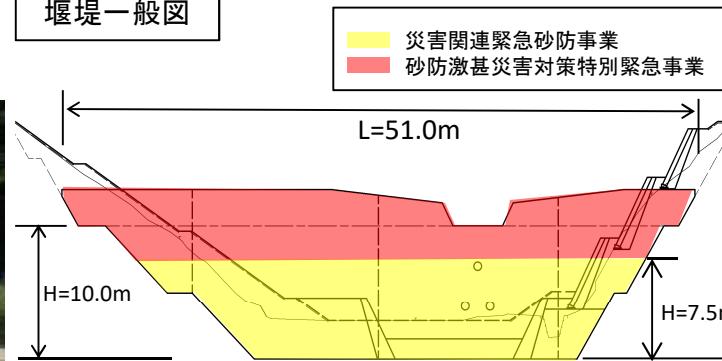 堰堤一般図
災害関連緊急砂防事業
砂防激甚災害対策特別緊急事業
L=51.0m
H=10.0m
H=7.5m